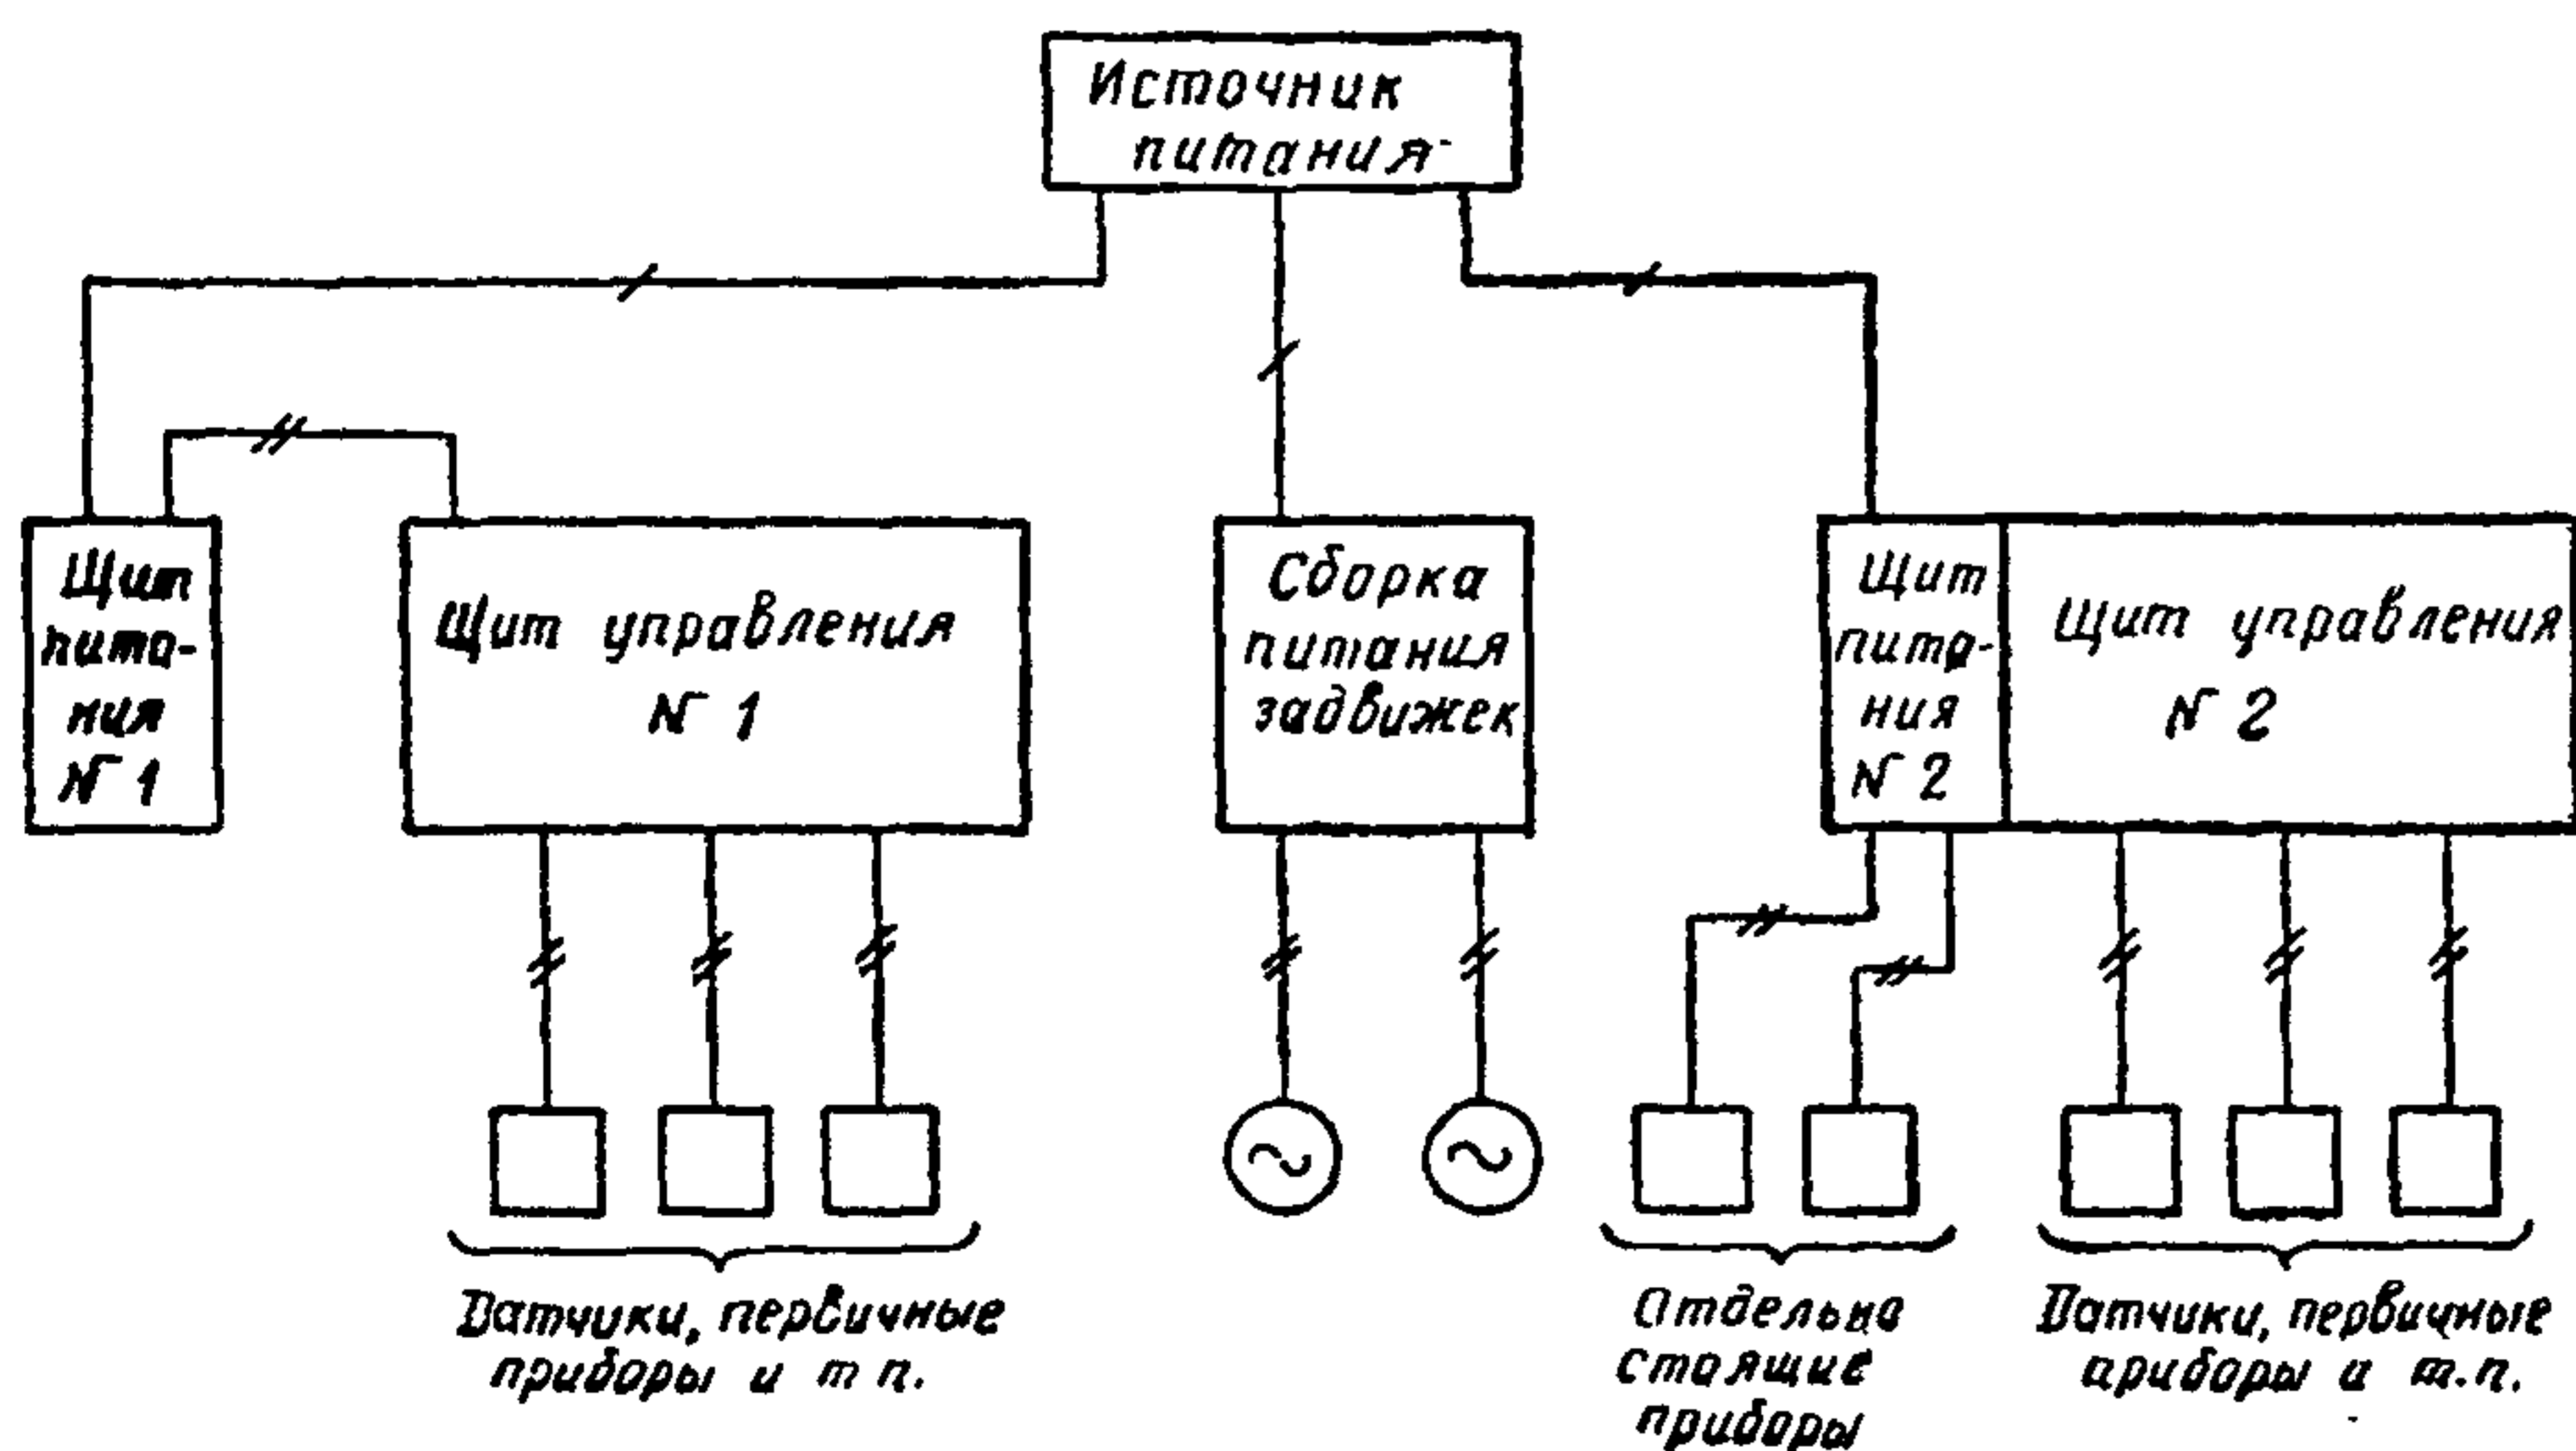 Источник
питания
Щит
пита-
ния
№ 1
Щит управления
№ 1
Сборка
питания
задвижек
Щит
пита-
ния
№ 2
Щит управления
№ 2
Датчики, первичные
приборы и т п.
Отдельно
стоящие
приборы
Датчики, первичные
приборы и т.п.